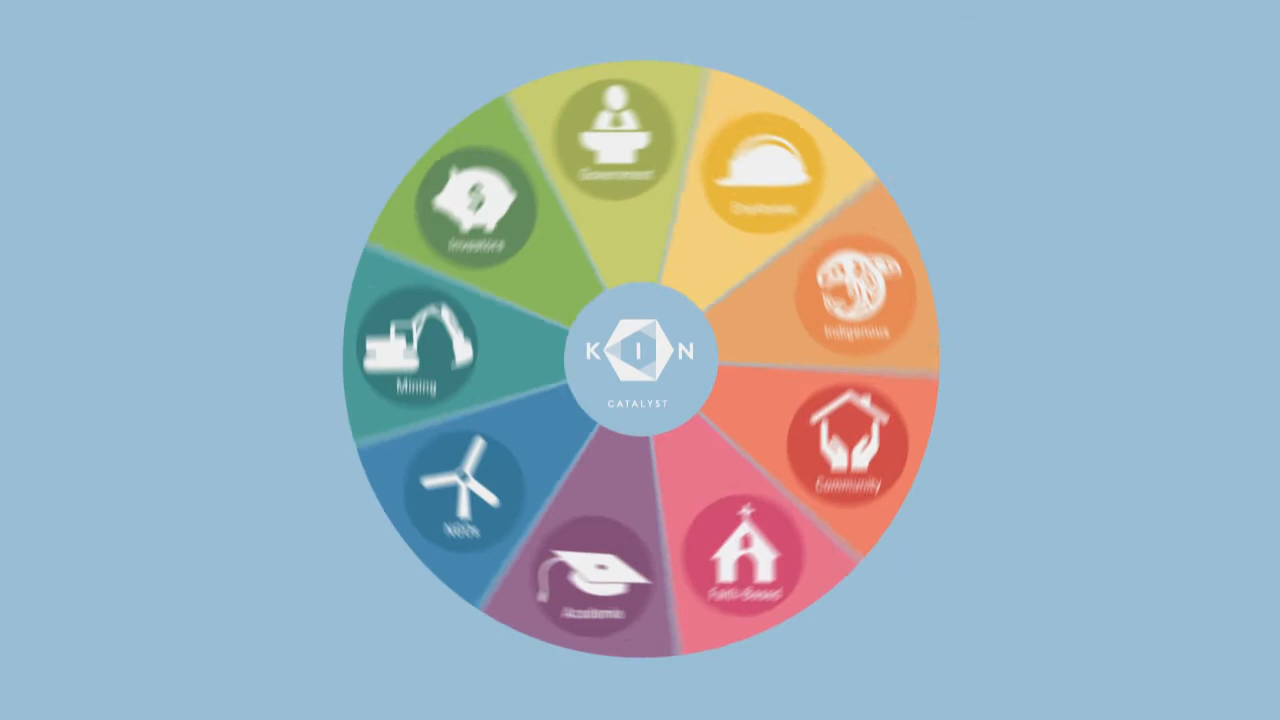 Government
Investors
Indigenous
Mining
K I N
CATALYST
Community
NGOs
Academic
Faith-Based